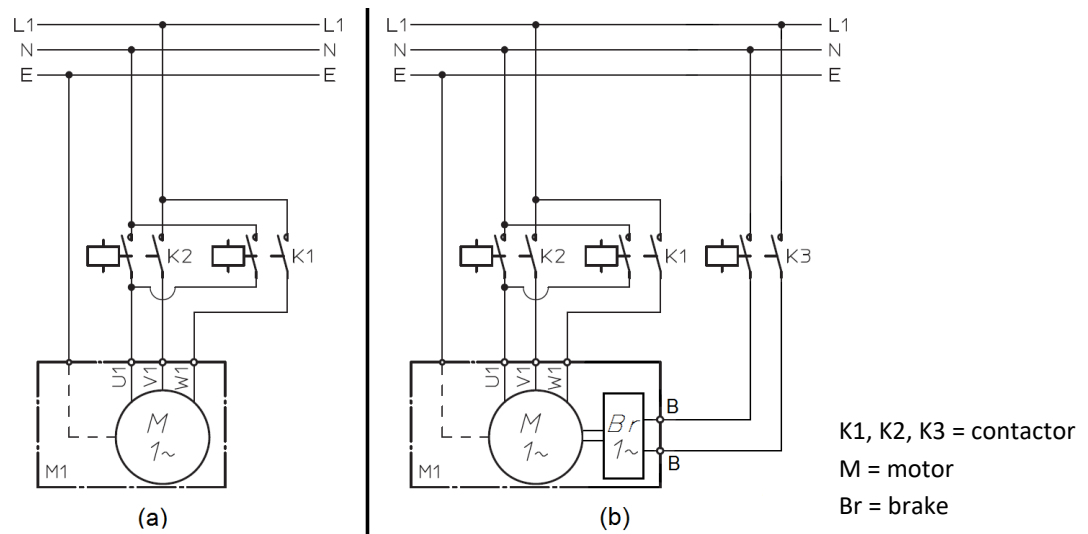 L1 L1
N N
E E
K2 K1
U1 V1 W1
M
1~
M1
(a)
L1 L1
N N
E E
K2 K1 K3
U1 V1 W1
M
1~
Br
1~
B
B
M1
(b)
K1, K2, K3 = contactor
M = motor
Br = brake